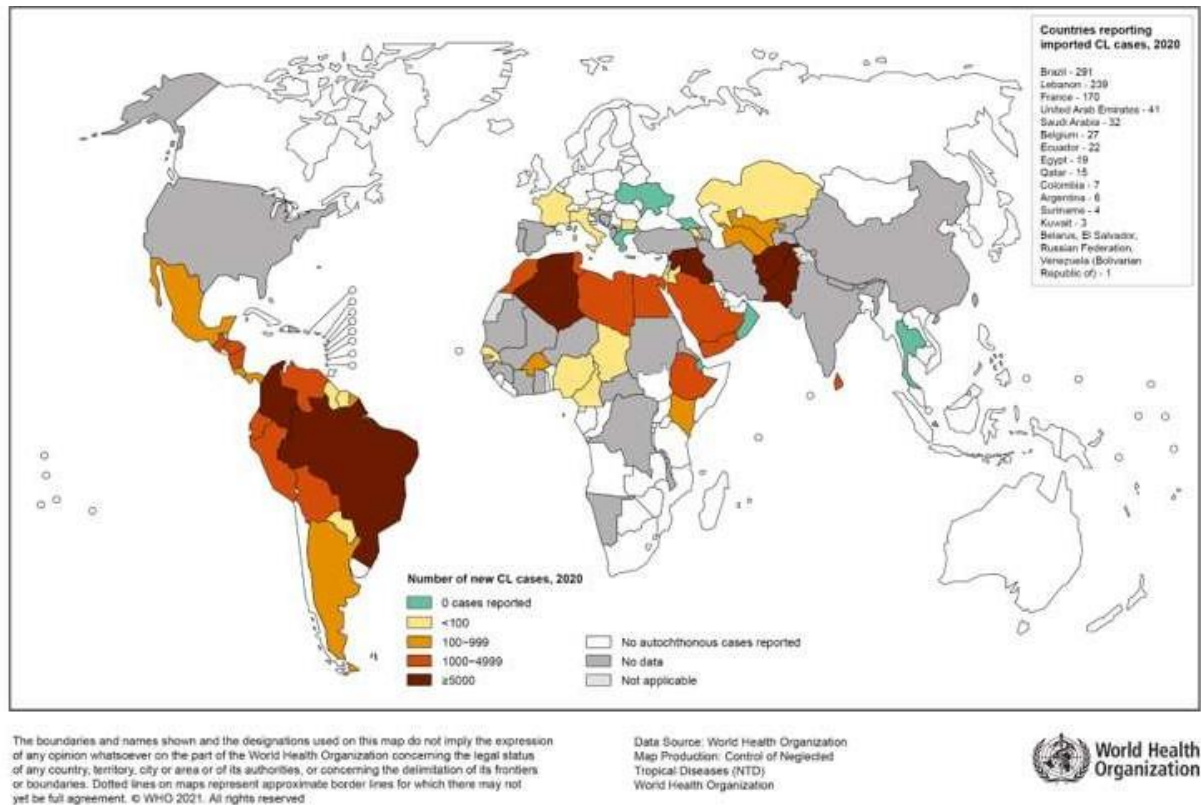 Countries reporting
imported CL cases, 2020
Brazil - 291
Lebanon - 239
France - 170
United Arab Emirates - 41
Saudi Arabia - 32
Belgium - 27
Ecuador - 22
Egypt - 19
Qatar - 15
Colombia - 7
Argentina - 6
Suriname - 4
Kuwait - 3
Belarus, El Salvador,
Russian Federation,
Venezuela (Bolivarian
Republic of) - 1
Number of new CL cases, 2020
0 cases reported
<100
100-999
1000-4999
≥5000
No autochthonous cases reported
No data
Not applicable
The boundaries and names shown and the designations used on this map do not imply the expression
of any opinion whatsoever on the part of the World Health Organization concerning the legal status
of any country, territory, city or area or of its authorities, or concerning the delimitation of its frontiers
or boundaries. Dotted lines on maps represent approximate border lines for which there may not
yet be full agreement. © WHO 2021. All rights reserved
Data Source: World Health Organization
Map Production: Control of Neglected
Tropical Diseases (NTD)
World Health Organization
World Health
Organization